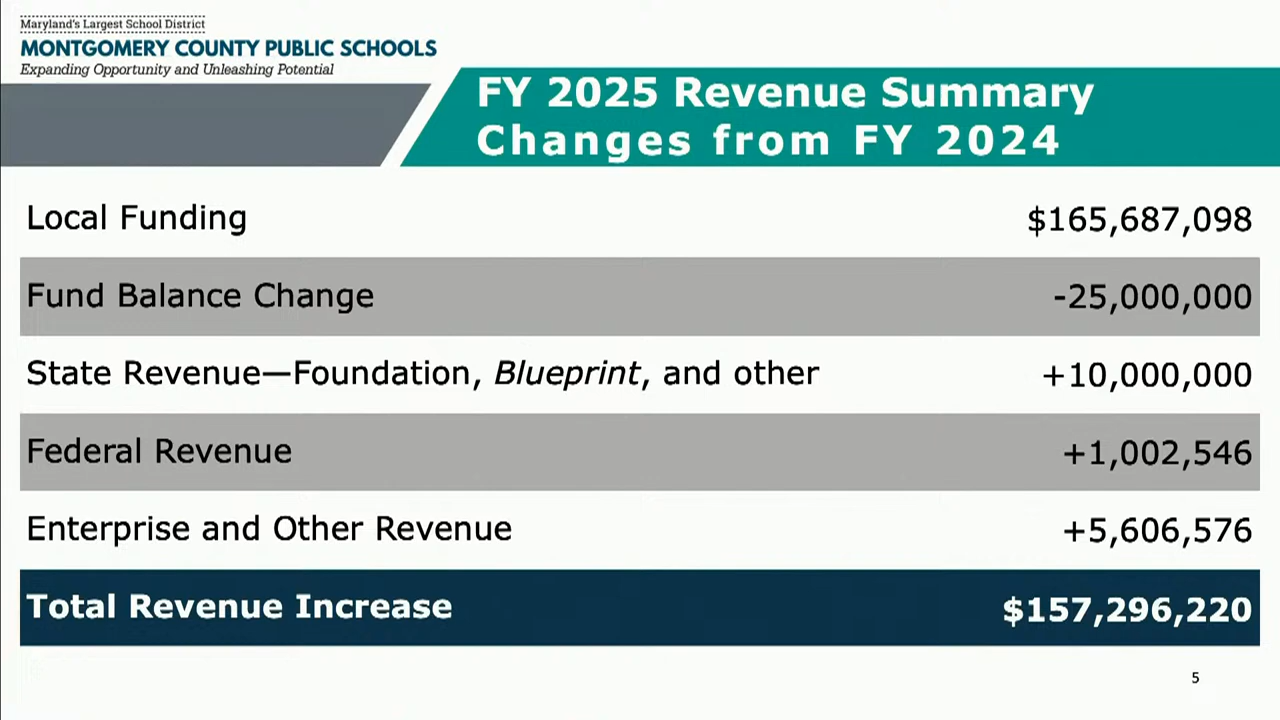 Maryland's Largest School District
MONTGOMERY COUNTY PUBLIC SCHOOLS
Expanding Opportunity and Unleashing Potential
FY 2025 Revenue Summary
Changes from FY 2024
Local Funding $165,687,098
Fund Balance Change -25,000,000
State Revenue—Foundation, Blueprint, and other +10,000,000
Federal Revenue +1,002,546
Enterprise and Other Revenue +5,606,576
Total Revenue Increase $157,296,220
5